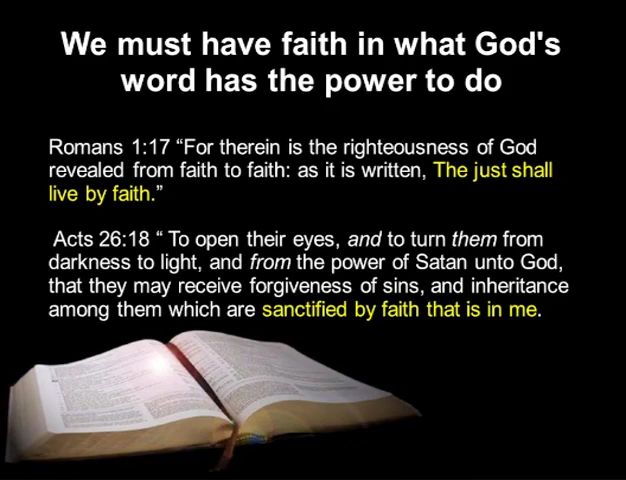 We must have faith in what God's
word has the power to do
Romans 1:17 “For therein is the righteousness of God
revealed from faith to faith: as it is written, The just shall
live by faith.”
Acts 26:18 “ To open their eyes, and to turn them from
darkness to light, and from the power of Satan unto God,
that they may receive forgiveness of sins, and inheritance
among them which are sanctified by faith that is in me.